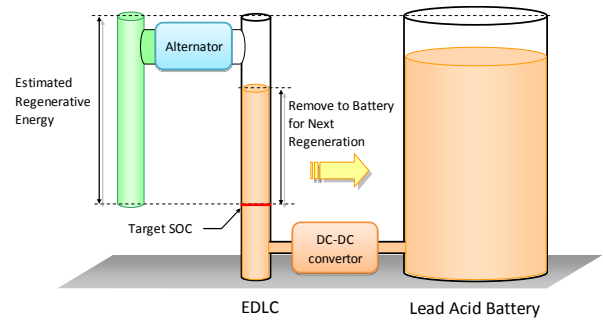 Alternator
Estimated
Regenerative
Energy
Remove to Battery
for Next
Regeneration
Target SOC
DC-DC
convertor
EDLC
Lead Acid Battery